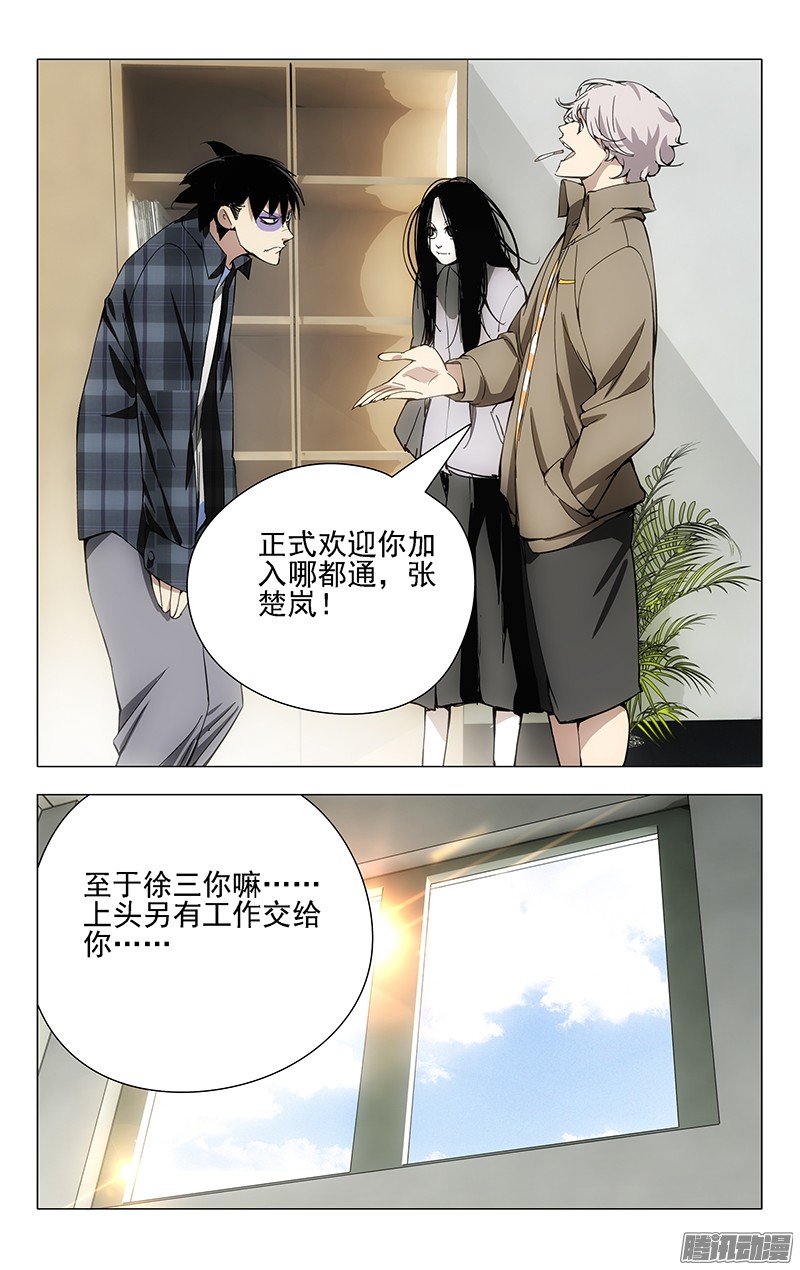 正式欢迎你加
入哪都通，张
楚岚！
至于徐三你嘛……
上头另有工作交给
你……
腾讯动漫